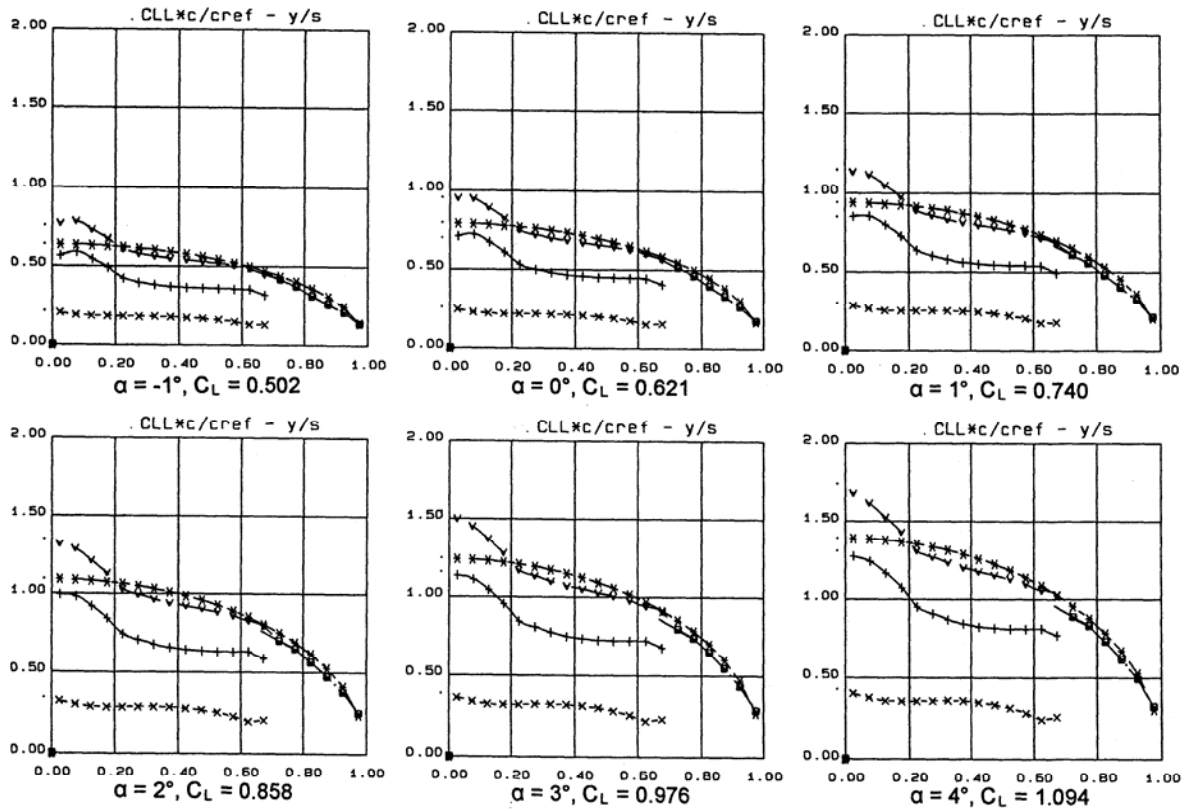 . CLL*c/cref - y/s
2.00
1.50
1.00
0.50
0.00
0.00 0.20 0.40 0.60 0.80 1.00
α = -1°, CL = 0.502
. CLL*c/cref - y/s
2.00
1.50
1.00
0.50
0.00
0.00 0.20 0.40 0.60 0.80 1.00
α = 0°, CL = 0.621
. CLL*c/cref - y/s
2.00
1.50
1.00
0.50
0.00
0.00 0.20 0.40 0.60 0.80 1.00
α = 1°, CL = 0.740
. CLL*c/cref - y/s
2.00
1.50
1.00
0.50
0.00
0.00 0.20 0.40 0.60 0.80 1.00
α = 2°, CL = 0.858
. CLL*c/cref - y/s
2.00
1.50
1.00
0.50
0.00
0.00 0.20 0.40 0.60 0.80 1.00
α = 3°, CL = 0.976
. CLL*c/cref - y/s
2.00
1.50
1.00
0.50
0.00
0.00 0.20 0.40 0.60 0.80 1.00
α = 4°, CL = 1.094